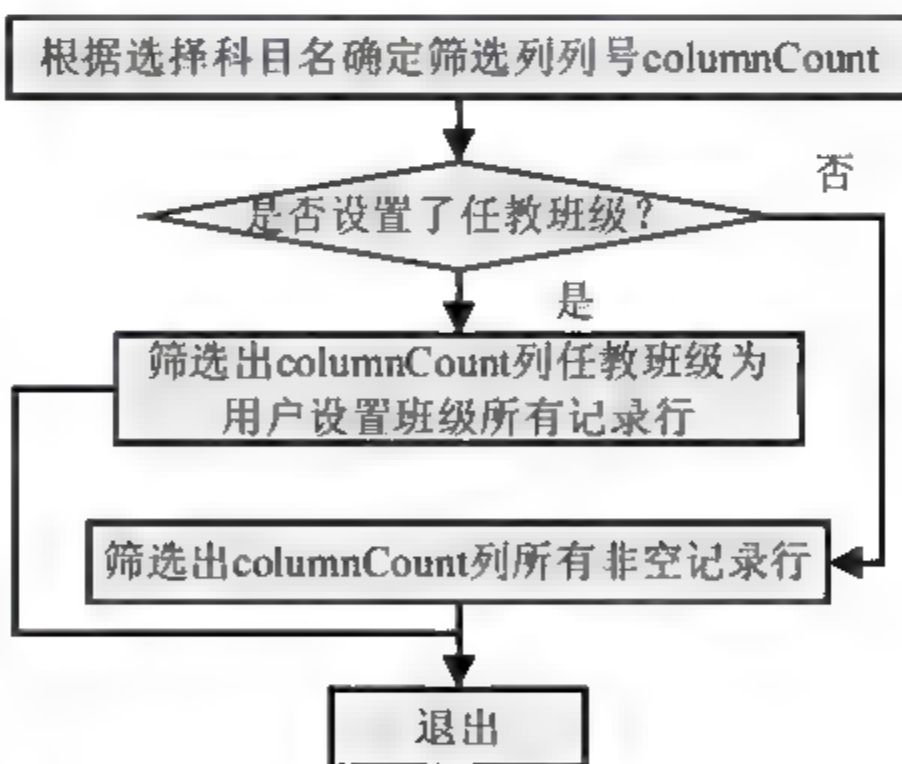 根据选择科目名确定筛选列列号columnCount
是否设置了任教班级？
否
是
筛选出columnCount列任教班级为
用户设置班级所有记录行
筛选出columnCount列所有非空记录行
退出